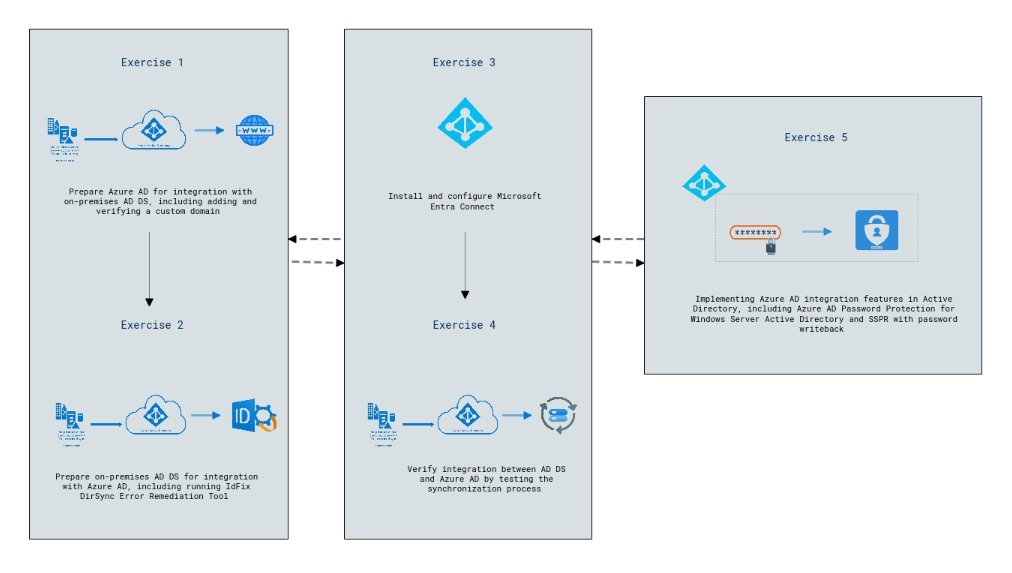 Exercise 1
WWW
Prepare Azure AD for integration with
on-premises AD DS, including adding and
verifying a custom domain
Exercise 2
ID
Prepare on-premises AD DS for integration
with Azure AD, including running IdFix
DirSync Error Remediation Tool
Exercise 3
Install and configure Microsoft
Entra Connect
Exercise 4
Verify integration between AD DS
and Azure AD by testing the
synchronization process
Exercise 5
********
SSPR
Implementing Azure AD integration features in Active
Directory, including Azure AD Password Protection for
Windows Server Active Directory and SSPR with password
writeback